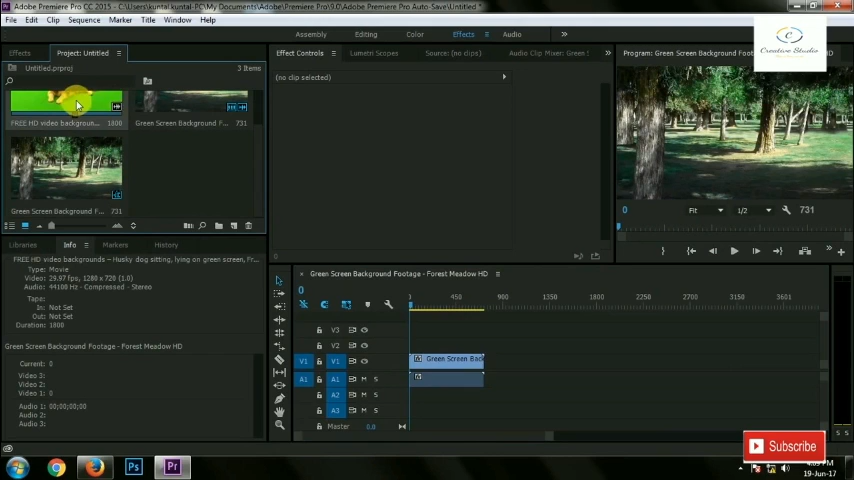 Adobe Premiere Pro CC 2015 - C:\Users\kuntal.kuntal-PC\My Documents\Adobe\Premiere Pro\9.0\Adobe Premiere Pro Auto-Save\Untitled *
File Clip Sequence Marker Title Window Help
Assembly Editing Color Effects Audio
Creative Studio
Effects Project: Untitled
Effect Controls Lumetri Scopes Source: (no clips) Audio Clip Mixer: Green S
Program: Green Screen Background Foot
Untitled.prproj 3 Items
(no clip selected)
FREE HD video backgroun... 1800 Green Screen Background F... 731
Green Screen Background F... 731
0 Fit 1/2 731
Libraries Info Markers History
FREE HD video backgrounds – Husky dog sitting, lying on green screen, Fr...
Type: Movie
Video: 29.97 fps, 1280 x 720 (1.0)
Audio: 44100 Hz - Compressed - Stereo
Tape:
In: Not Set
Out: Not Set
Duration: 1800
Green Screen Background Footage - Forest Meadow HD
Current: 0
Video 3:
Video 2:
Video 1: 0
Audio 1: 00;00;00;00
Audio 2:
Audio 3:
× Green Screen Background Footage - Forest Meadow HD
0
0 450 900 1350 1800 2251 2701 3151 3601
V3
V2
V1 V1 Green Screen Back
A1 A1 M S
A2 M S
A3 M S
Master 0.0
S S
Subscribe
Ps Pr
19-Jun-17